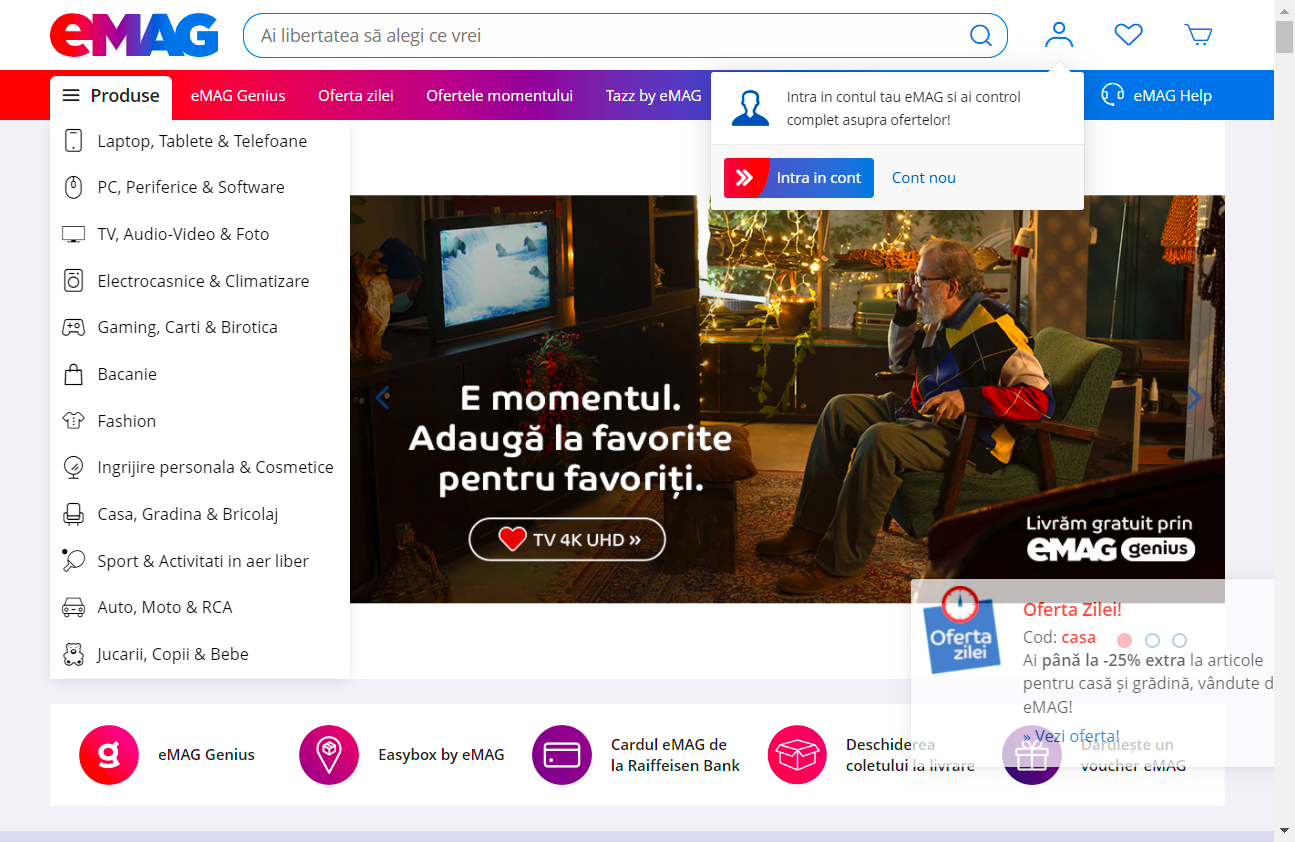 eMAG
Ai libertatea să alegi ce vrei
Produse
eMAG Genius
Oferta zilei
Ofertele momentului
Tazz by eMAG
eMAG Help
Intra in contul tau eMAG si ai control
complet asupra ofertelor!
Intra in cont
Cont nou
Laptop, Tablete & Telefoane
PC, Periferice & Software
TV, Audio-Video & Foto
Electrocasnice & Climatizare
Gaming, Carti & Birotica
Bacanie
Fashion
Ingrijire personala & Cosmetice
Casa, Gradina & Bricolaj
Sport & Activitati in aer liber
Auto, Moto & RCA
Jucarii, Copii & Bebe
E momentul.
Adaugă la favorite
pentru favoriți.
TV 4K UHD »
Livrăm gratuit prin
eMAG genius
Oferta
zilei
Oferta Zilei!
Cod: casa
Ai până la -25% extra la articole
pentru casă și grădină, vândute d
eMAG!
» Vezi oferta!
g
eMAG Genius
Easybox by eMAG
Cardul eMAG de
la Raiffeisen Bank
Deschiderea
coletului la livrare
Dăruiește un
voucher eMAG